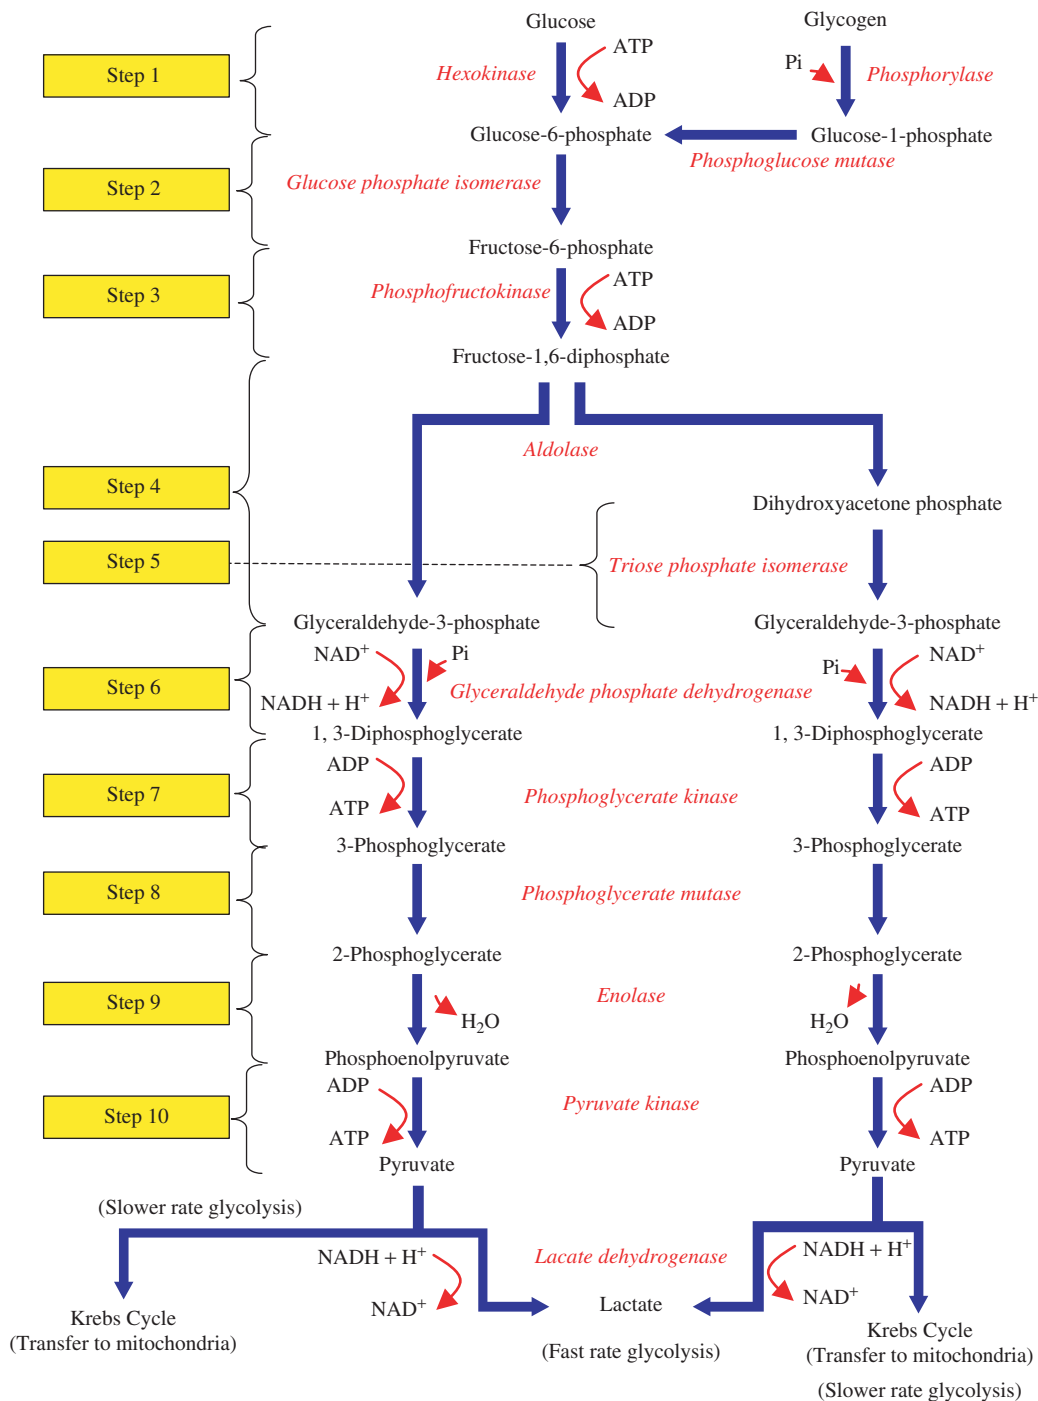 Glucose
Glycogen
Step 1
ATP
Hexokinase
ADP
Pi
Phosphorylase
Glucose-6-phosphate
Glucose-1-phosphate
Phosphoglucose mutase
Step 2
Glucose phosphate isomerase
Fructose-6-phosphate
Step 3
Phosphofructokinase
ATP
ADP
Fructose-1,6-diphosphate
Aldolase
Step 4
Dihydroxyacetone phosphate
Step 5
Triose phosphate isomerase
Glyceraldehyde-3-phosphate
Glyceraldehyde-3-phosphate
Step 6
NAD⁺
Pi
NADH + H⁺
Glyceraldehyde phosphate dehydrogenase
Pi
NAD⁺
NADH + H⁺
1, 3-Diphosphoglycerate
1, 3-Diphosphoglycerate
Step 7
ADP
ATP
Phosphoglycerate kinase
ADP
ATP
3-Phosphoglycerate
3-Phosphoglycerate
Step 8
Phosphoglycerate mutase
2-Phosphoglycerate
2-Phosphoglycerate
Step 9
H₂O
Enolase
H₂O
Phosphoenolpyruvate
Phosphoenolpyruvate
Step 10
ADP
ATP
Pyruvate kinase
ADP
ATP
Pyruvate
Pyruvate
(Slower rate glycolysis)
NADH + H⁺
NAD⁺
Lacate dehydrogenase
NADH + H⁺
NAD⁺
Krebs Cycle
(Transfer to mitochondria)
Lactate
(Fast rate glycolysis)
Krebs Cycle
(Transfer to mitochondria)
(Slower rate glycolysis)